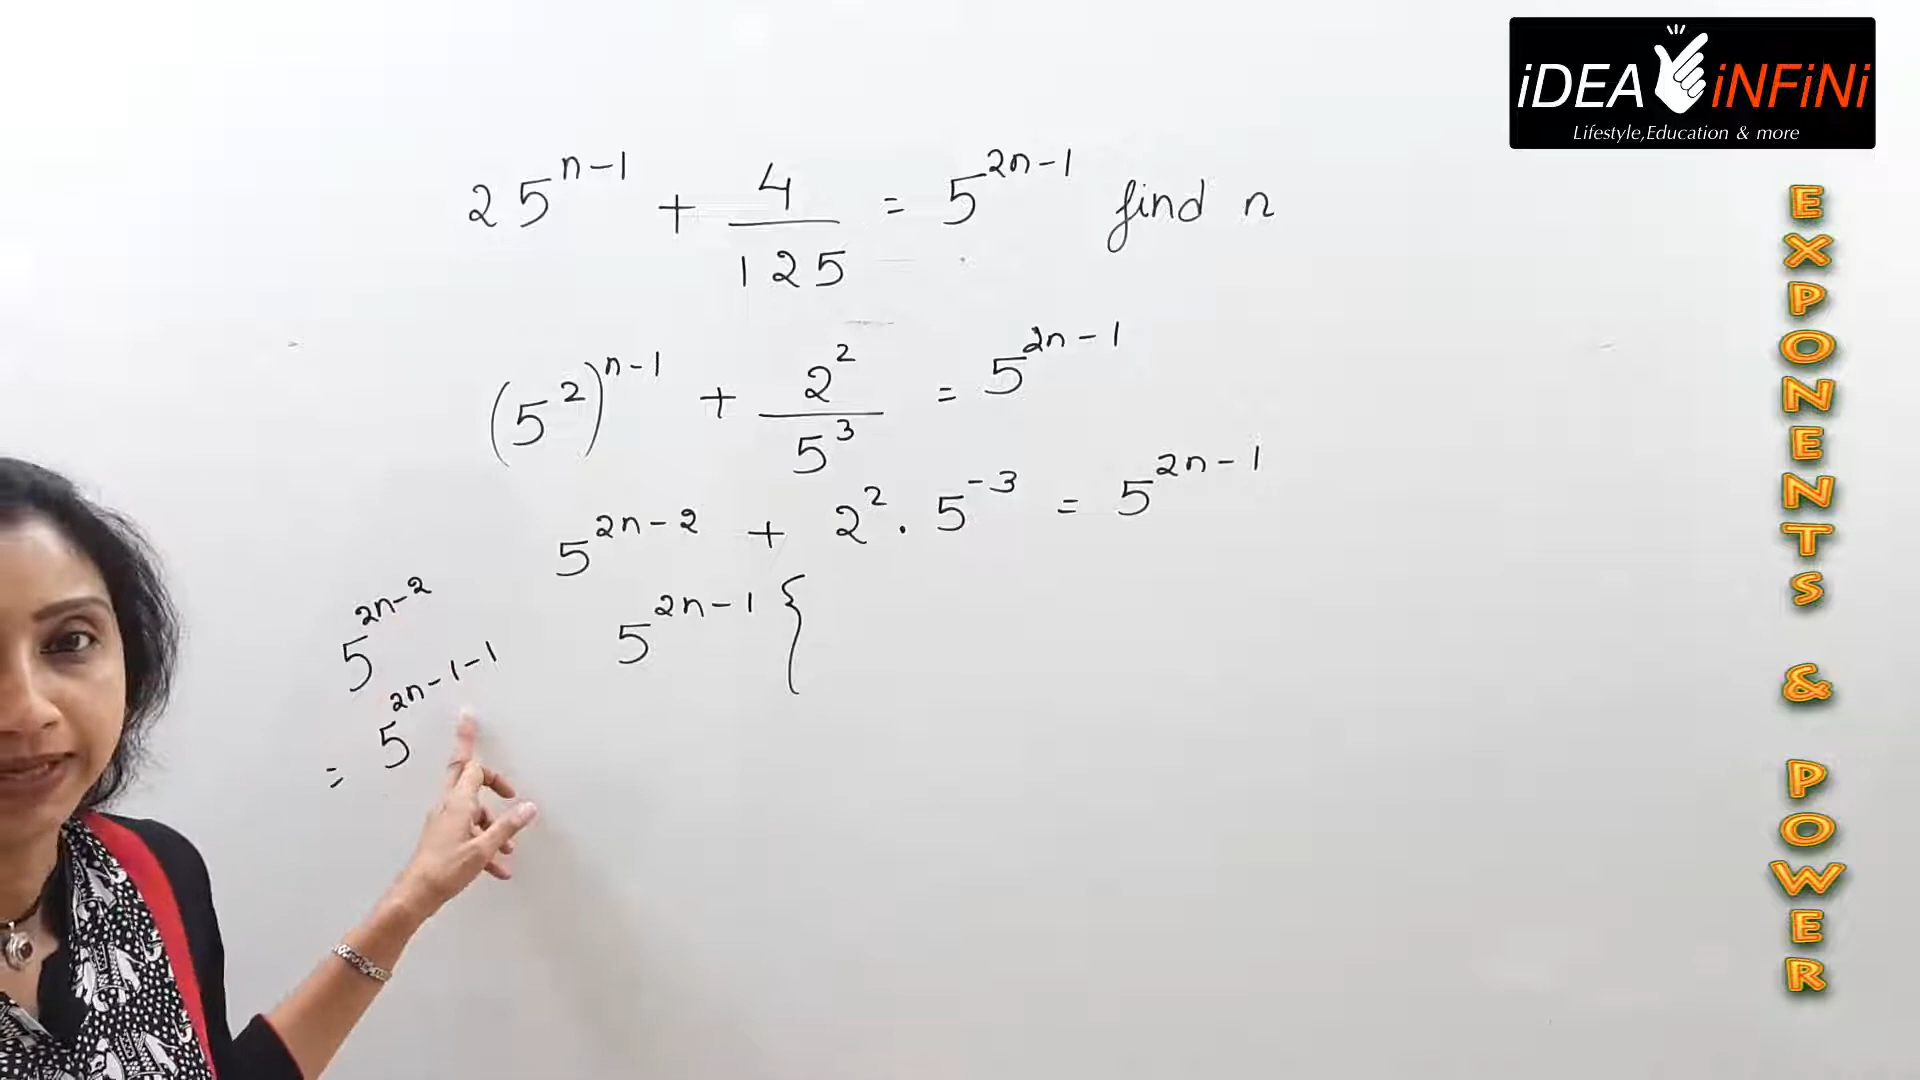 iDEA iNFiNi
Lifestyle,Education & more
25^{n-1} + \frac{4}{125} = 5^{2n-1} find n
(5^2)^{n-1} + \frac{2^2}{5^3} = 5^{2n-1}
5^{2n-2} + 2^2 . 5^{-3} = 5^{2n-1}
5^{2n-1} {
5^{2n-2}
= 5^{2n-1-1}
EXPONENTS & POWER